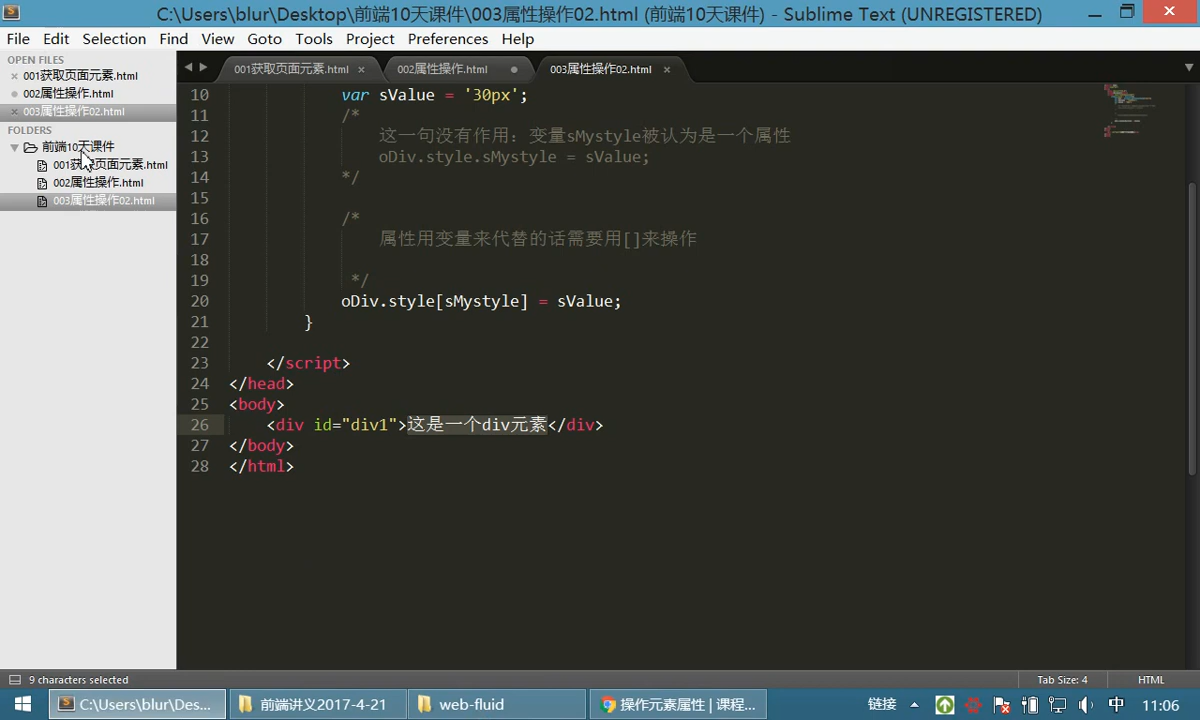 C:\Users\blur\Desktop\前端10天课件\003属性操作02.html (前端10天课件) - Sublime Text (UNREGISTERED)
File Edit Selection Find View Goto Tools Project Preferences Help
OPEN FILES
001获取页面元素.html
002属性操作.html
003属性操作02.html
FOLDERS
前端10天课件
001获取页面元素.html
002属性操作.html
003属性操作02.html
001获取页面元素.html 002属性操作.html 003属性操作02.html
10 var sValue = '30px';
11 /*
12 这一句没有作用：变量sMystyle被认为是一个属性
13 oDiv.style.sMystyle = sValue;
14 */
15
16 /*
17 属性用变量来代替的话需要用[]来操作
18
19 */
20 oDiv.style[sMystyle] = sValue;
21 }
22
23 </script>
24 </head>
25 <body>
26 <div id="div1">这是一个div元素</div>
27 </body>
28 </html>
9 characters selected Tab Size: 4 HTML
C:\Users\blur\Des... 前端讲义2017-4-21 web-fluid 操作元素属性 | 课程... 链接 中 11:06